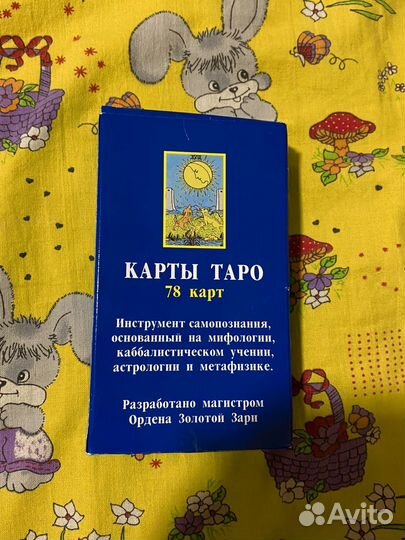 КАРТЫ ТАРО
78 карт
Инструмент самопознания,
основанный на мифологии,
каббалистическом учении,
астрологии и метафизике.
Разработано магистром
Ордена Золотой Зари
Avito